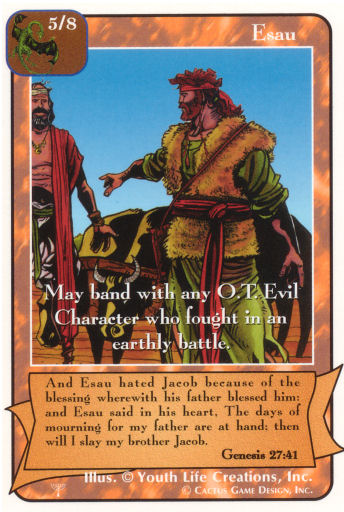 5/8
Esau
May band with any O.T. Evil
Character who fought in an
earthly battle.
And Esau hated Jacob because of the
blessing wherewith his father blessed him:
and Esau said in his heart, The days of
mourning for my father are at hand; then
will I slay my brother Jacob.
Genesis 27:41
Illus. © Youth Life Creations, Inc.
© Cactus Game Design, Inc.